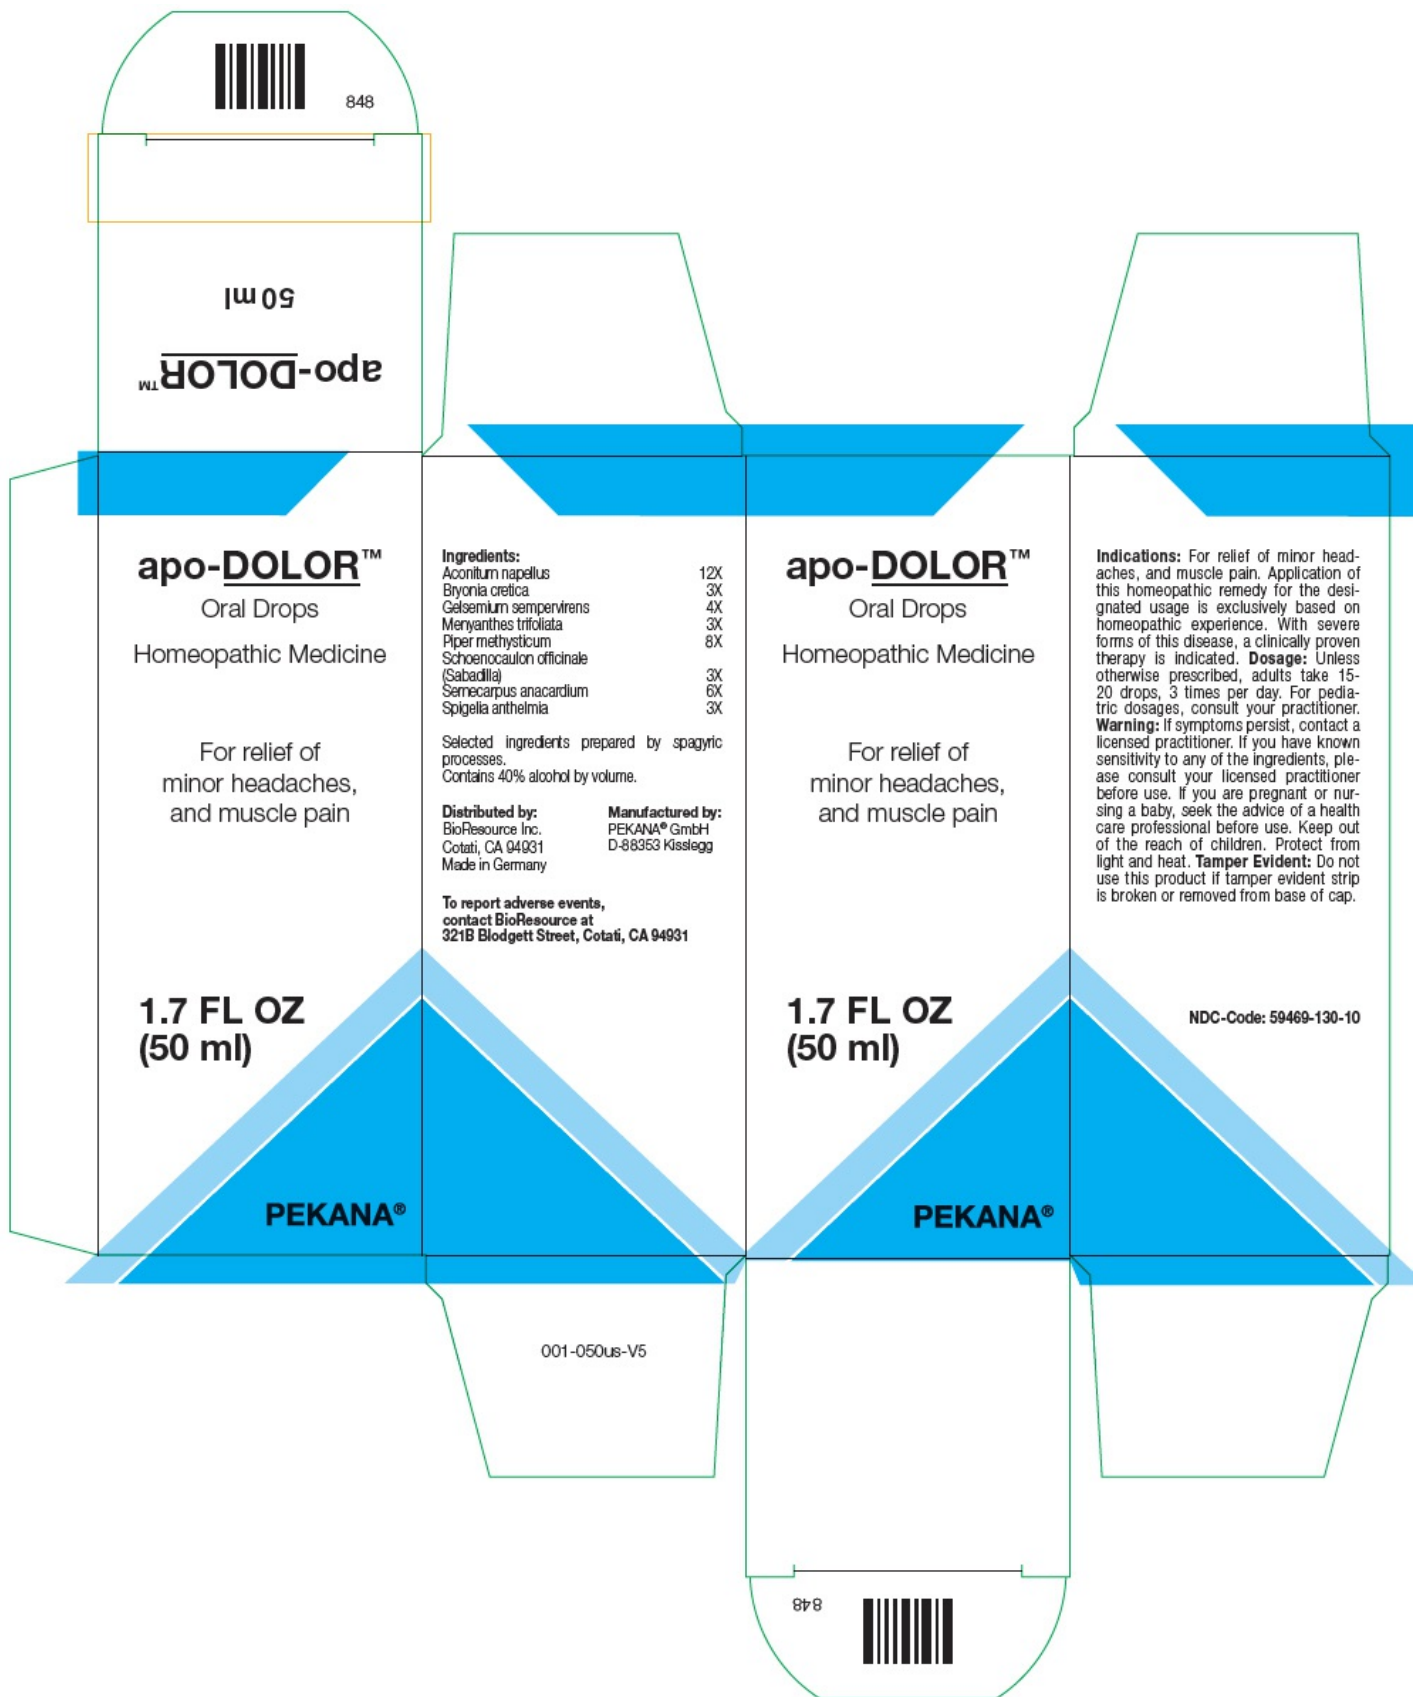 848
50 ml
apo-DOLOR™
apo-DOLOR™
Oral Drops
Homeopathic Medicine
For relief of
minor headaches,
and muscle pain
1.7 FL OZ
(50 ml)
PEKANA®
Ingredients:
Aconitum napellus 12X
Bryonia cretica 3X
Gelsemium sempervirens 4X
Menyanthes trifoliata 3X
Piper methysticum 8X
Schoenocaulon officinale
(Sabadilla) 3X
Semecarpus anacardium 6X
Spigelia anthelmia 3X
Selected ingredients prepared by spagyric
processes.
Contains 40% alcohol by volume.
Distributed by:
BioResource Inc.
Cotati, CA 94931
Made in Germany
Manufactured by:
PEKANA® GmbH
D-88353 Kisslegg
To report adverse events,
contact BioResource at
321B Blodgett Street, Cotati, CA 94931
001-050us-V5
apo-DOLOR™
Oral Drops
Homeopathic Medicine
For relief of
minor headaches,
and muscle pain
1.7 FL OZ
(50 ml)
PEKANA®
848
Indications: For relief of minor head-
aches, and muscle pain. Application of
this homeopathic remedy for the desi-
gnated usage is exclusively based on
homeopathic experience. With severe
forms of this disease, a clinically proven
therapy is indicated. Dosage: Unless
otherwise prescribed, adults take 15-
20 drops, 3 times per day. For pedia-
tric dosages, consult your practitioner.
Warning: If symptoms persist, contact a
licensed practitioner. If you have known
sensitivity to any of the ingredients, ple-
ase consult your licensed practitioner
before use. If you are pregnant or nur-
sing a baby, seek the advice of a health
care professional before use. Keep out
of the reach of children. Protect from
light and heat. Tamper Evident: Do not
use this product if tamper evident strip
is broken or removed from base of cap.
NDC-Code: 59469-130-10